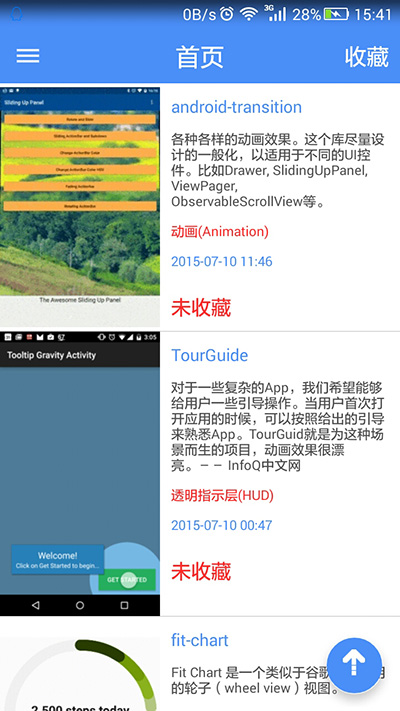 0B/s 3G 28% 15:41
首页 收藏
Sliding Up Panel
Rotate and Slide
Sliding ActionBar and Subviews
Change ActionBar Color
Change ActionBar Color HSV
Fading ActionBar
Rotating ActionBar
The Awesome Sliding Up Panel
android-transition
各种各样的动画效果。这个库尽量设
计的一般化，以适用于不同的UI控
件。比如Drawer, SlidingUpPanel,
ViewPager,
ObservableScrollView等。
动画(Animation)
2015-07-10 11:46
未收藏
3:05
Tooltip Gravity Activity
Welcome!
Click on Get Started to begin...
GET STARTED
TourGuide
对于一些复杂的App，我们希望能够
给用户一些引导操作。当用户首次打
开应用的时候，可以按照给出的引导
来熟悉App。TourGuid就是为这种场
景而生的项目，动画效果很漂
亮。－－ InfoQ中文网
透明指示层(HUD)
2015-07-10 00:47
未收藏
2,500 steps today
fit-chart
Fit Chart 是一个类似于谷歌
的轮子（wheel view）视图。